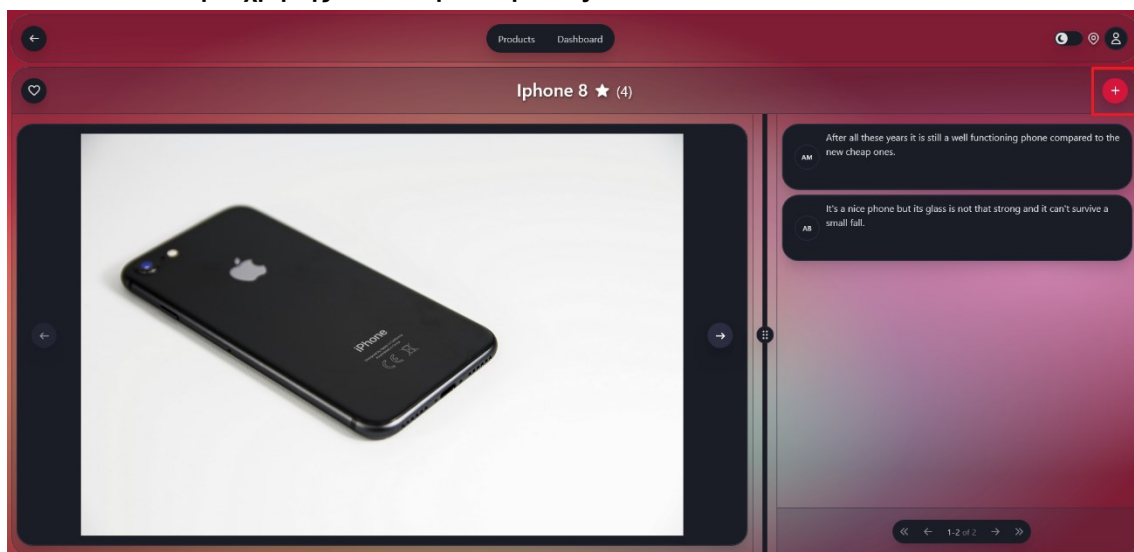 Products Dashboard
Iphone 8 ★ (4)
iPhone
AM
After all these years it is still a well functioning phone compared to the
new cheap ones.
AB
It's a nice phone but its glass is not that strong and it can't survive a
small fall.
1-2 of 2